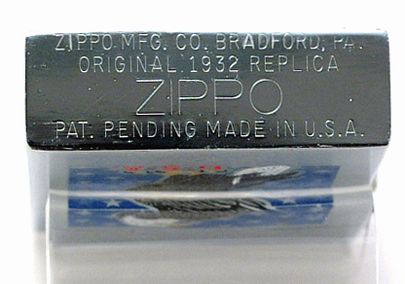 ZIPPO MFG. CO. BRADFORD, PA.
ORIGINAL 1932 REPLICA
ZIPPO
PAT. PENDING MADE IN U.S.A.